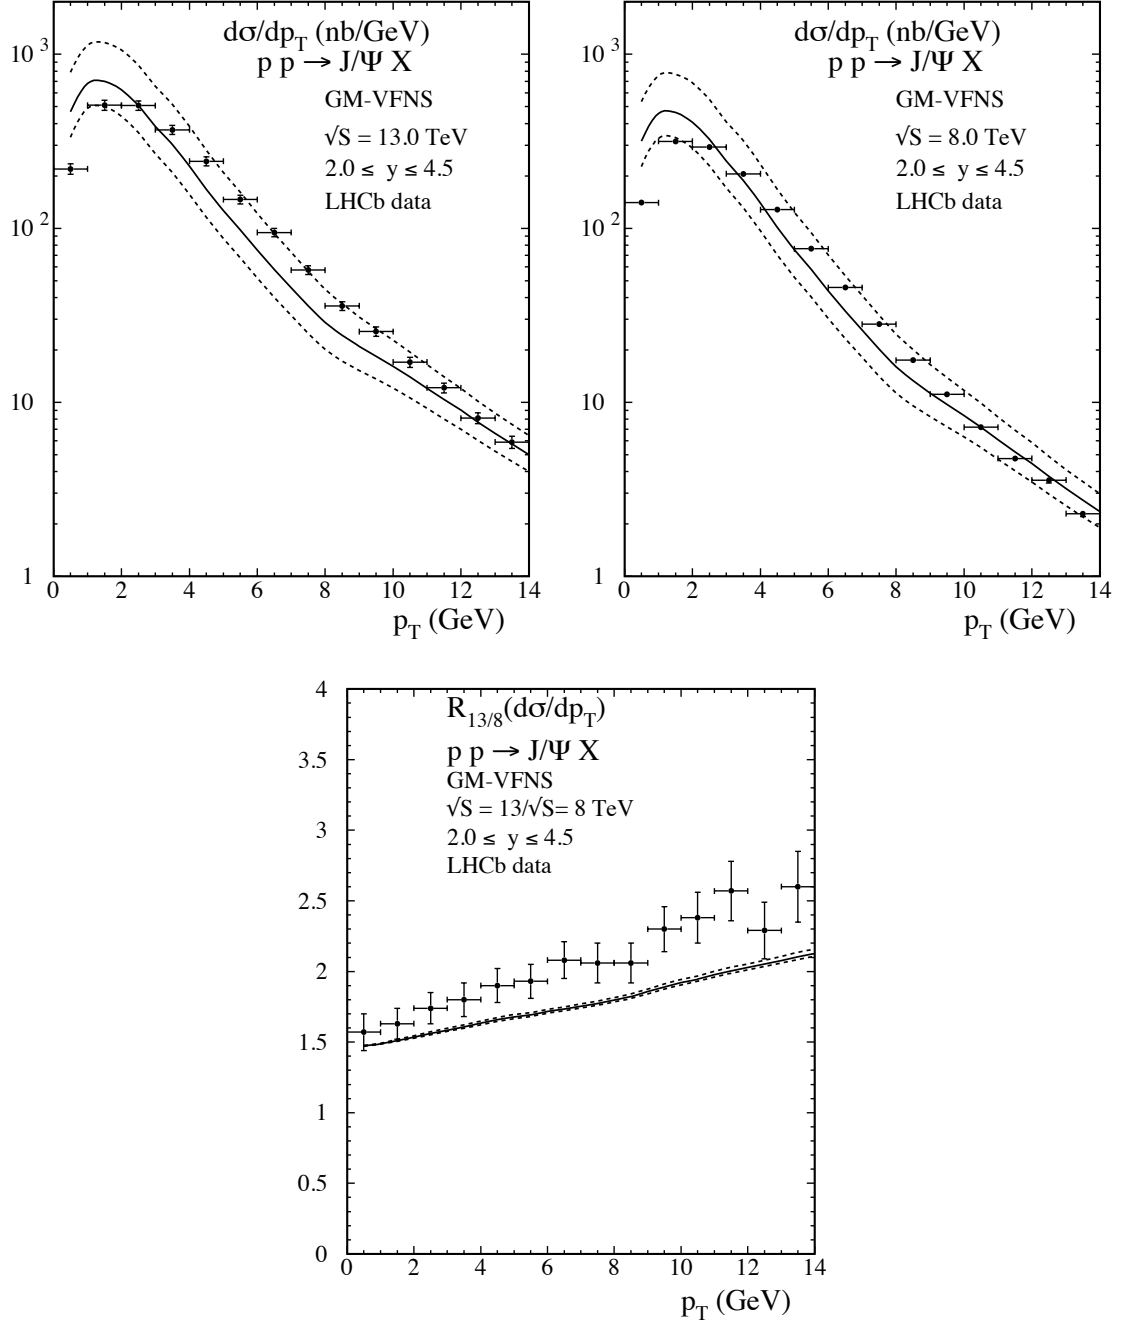 dσ/dp_T (nb/GeV)
p p → J/Ψ X
GM-VFNS
√S = 13.0 TeV
2.0 ≤ y ≤ 4.5
LHCb data
10^3
10^2
10
1
0 2 4 6 8 10 12 14
p_T (GeV)
dσ/dp_T (nb/GeV)
p p → J/Ψ X
GM-VFNS
√S = 8.0 TeV
2.0 ≤ y ≤ 4.5
LHCb data
10^3
10^2
10
1
0 2 4 6 8 10 12 14
p_T (GeV)
R_13/8(dσ/dp_T)
p p → J/Ψ X
GM-VFNS
√S = 13/√S= 8 TeV
2.0 ≤ y ≤ 4.5
LHCb data
4
3.5
3
2.5
2
1.5
1
0.5
0
0 2 4 6 8 10 12 14
p_T (GeV)